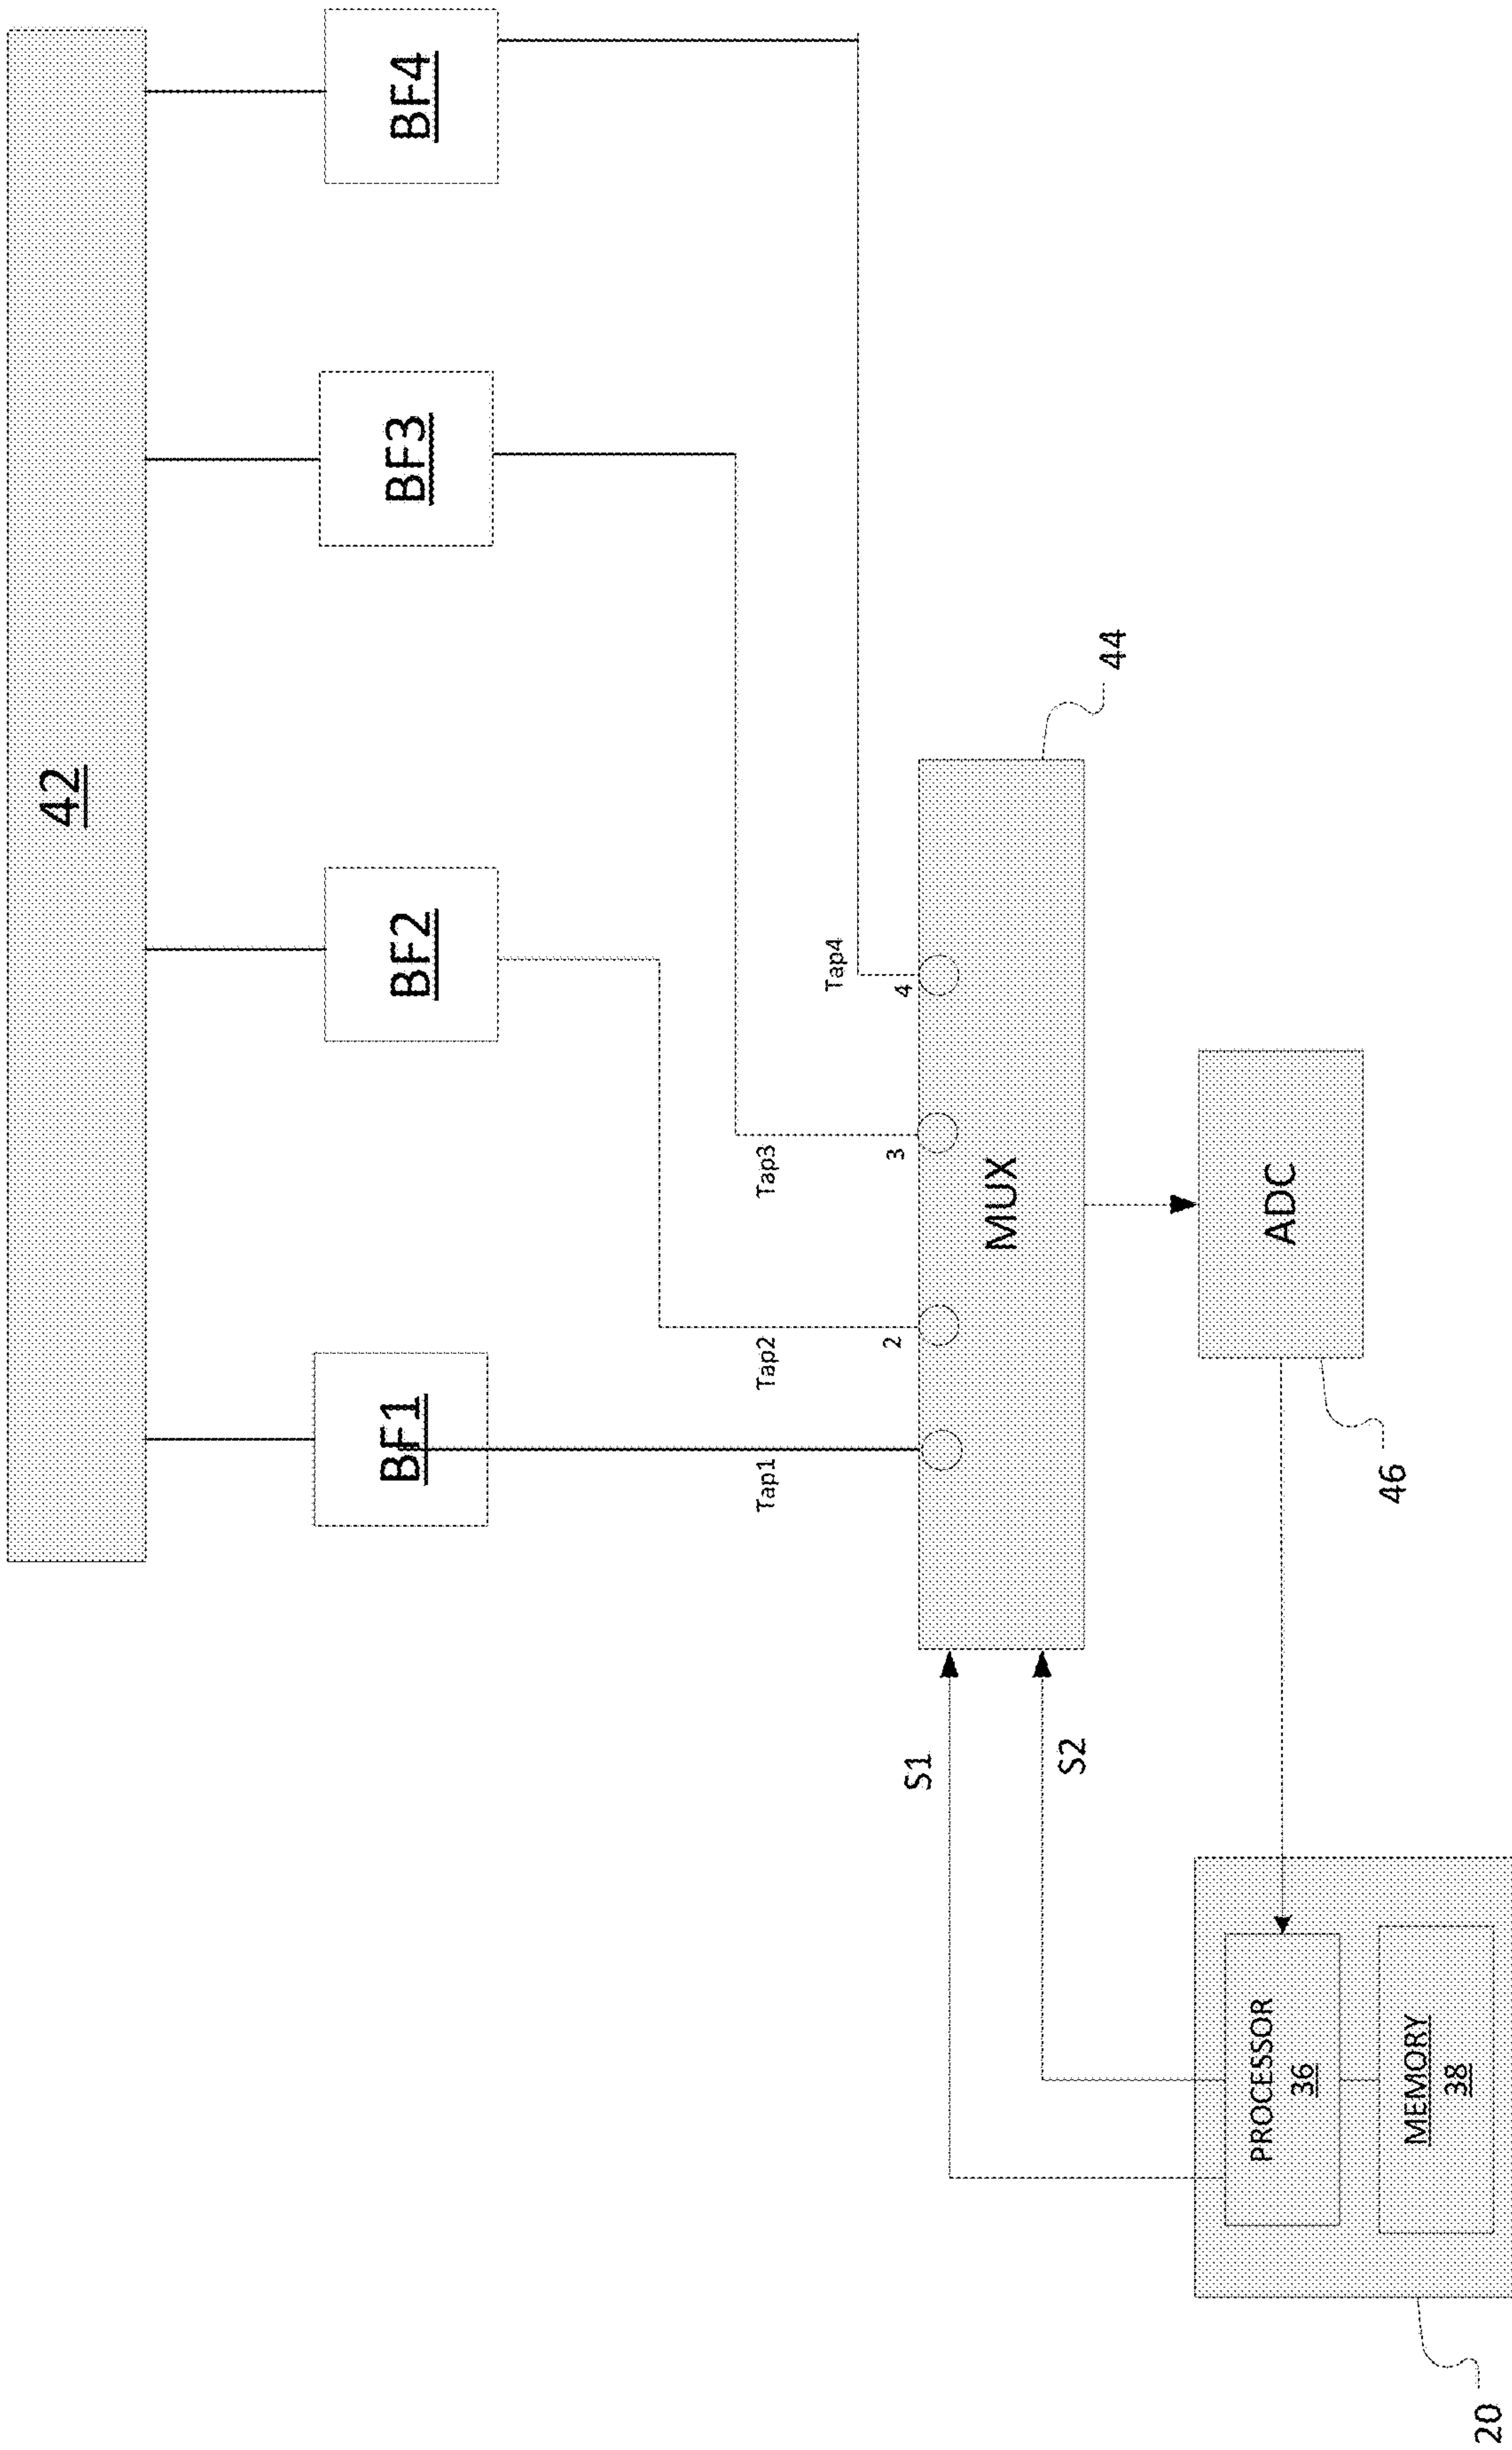 42
BF1
BF2
BF3
BF4
Tap1
Tap2
Tap3
Tap4
2
3
4
MUX
44
S1
S2
ADC
46
PROCESSOR
36
MEMORY
38
20